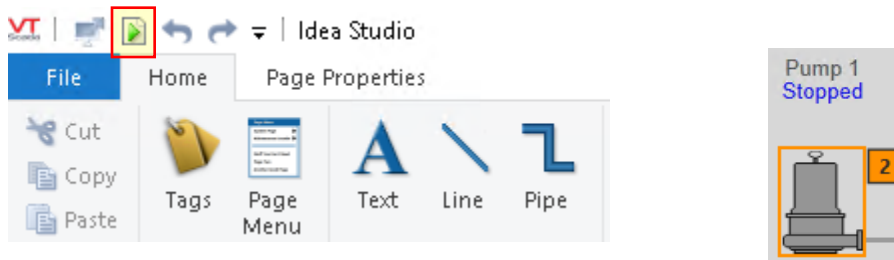 VT
Scada
Idea Studio
File
Home
Page Properties
Cut
Copy
Paste
Tags
Page
Menu
Text
Line
Pipe
A
Pump 1
Stopped
2